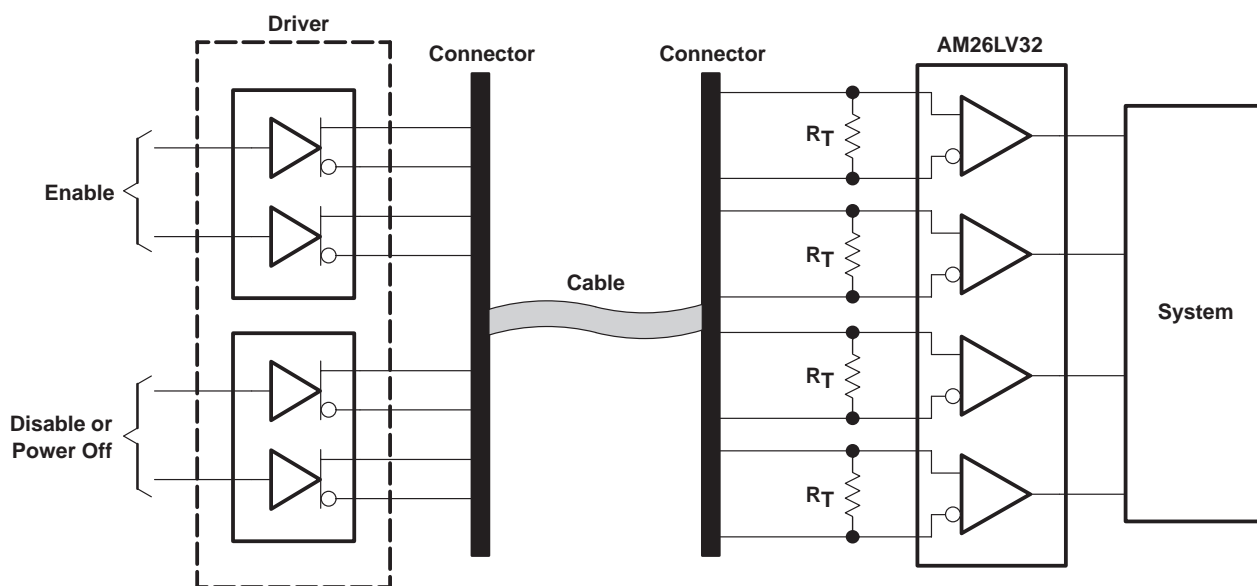 Driver
Connector
Connector
AM26LV32
Enable
Disable or
Power Off
Cable
RT
RT
RT
RT
System